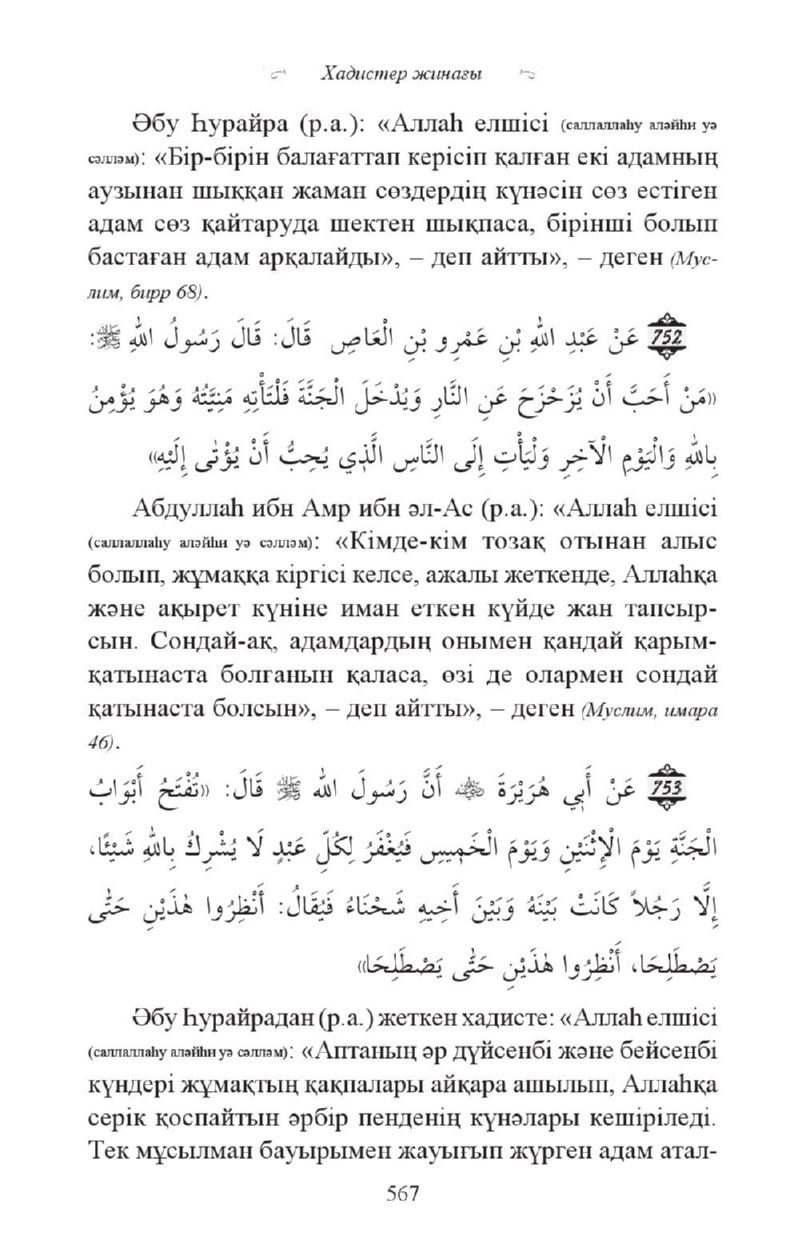 Хадистер жинағы
Әбу Һурайра (р.а.): «Аллаһ елшісі (саллаллаһу аләйһи уә
сәлләм): «Бір-бірін балағаттап керісіп қалған екі адамның
аузынан шыққан жаман сөздердің күнәсін сөз естіген
адам сөз қайтаруда шектен шықпаса, бірінші болып
бастаған адам арқалайды», – деп айтты», – деген (Мус-
лим, бирр 68).
752 عَنْ عَبْدِ اللهِ بْنِ عَمْرِو بْنِ الْعَاصِ قَالَ: قَالَ رَسُولُ اللهِ ﷺ:
«مَنْ أَحَبَّ أَنْ يُزَحْزَحَ عَنِ النَّارِ وَيُدْخَلَ الْجَنَّةَ فَلْتَأْتِهِ مَنِيَّتُهُ وَهُوَ يُؤْمِنُ
بِاللهِ وَالْيَوْمِ الْآخِرِ وَلْيَأْتِ إِلَى النَّاسِ الَّذِي يُحِبُّ أَنْ يُؤْتَى إِلَيْهِ»
Абдуллаһ ибн Амр ибн әл-Ас (р.а.): «Аллаһ елшісі
(саллаллаһу аләйһи уә сәлләм): «Кімде-кім тозақ отынан алыс
болып, жұмаққа кіргісі келсе, ажалы жеткенде, Аллаһқа
және ақырет күніне иман еткен күйде жан тапсыр-
сын. Сондай-ақ, адамдардың онымен қандай қарым-
қатынаста болғанын қаласа, өзі де олармен сондай
қатынаста болсын», – деп айтты», – деген (Муслим, имара
46).
753 عَنْ أَبِي هُرَيْرَةَ ﵁ أَنَّ رَسُولَ اللهِ ﷺ قَالَ: «تُفْتَحُ أَبْوَابُ
الْجَنَّةِ يَوْمَ الْإِثْنَيْنِ وَيَوْمَ الْخَمِيسِ فَيُغْفَرُ لِكُلِّ عَبْدٍ لَا يُشْرِكُ بِاللهِ شَيْئًا،
إِلَّا رَجُلاً كَانَتْ بَيْنَهُ وَبَيْنَ أَخِيهِ شَحْنَاءُ فَيُقَالُ: أَنْظِرُوا هٰذَيْنِ حَتَّى
يَصْطَلِحَا، أَنْظِرُوا هٰذَيْنِ حَتَّى يَصْطَلِحَا»
Әбу Һурайрадан (р.а.) жеткен хадисте: «Аллаһ елшісі
(саллаллаһу аләйһи уә сәлләм): «Аптаның әр дүйсенбі және бейсенбі
күндері жұмақтың қақпалары айқара ашылып, Аллаһқа
серік қоспайтын әрбір пенденің күнәлары кешіріледі.
Тек мұсылман бауырымен жауығып жүрген адам атал-
567